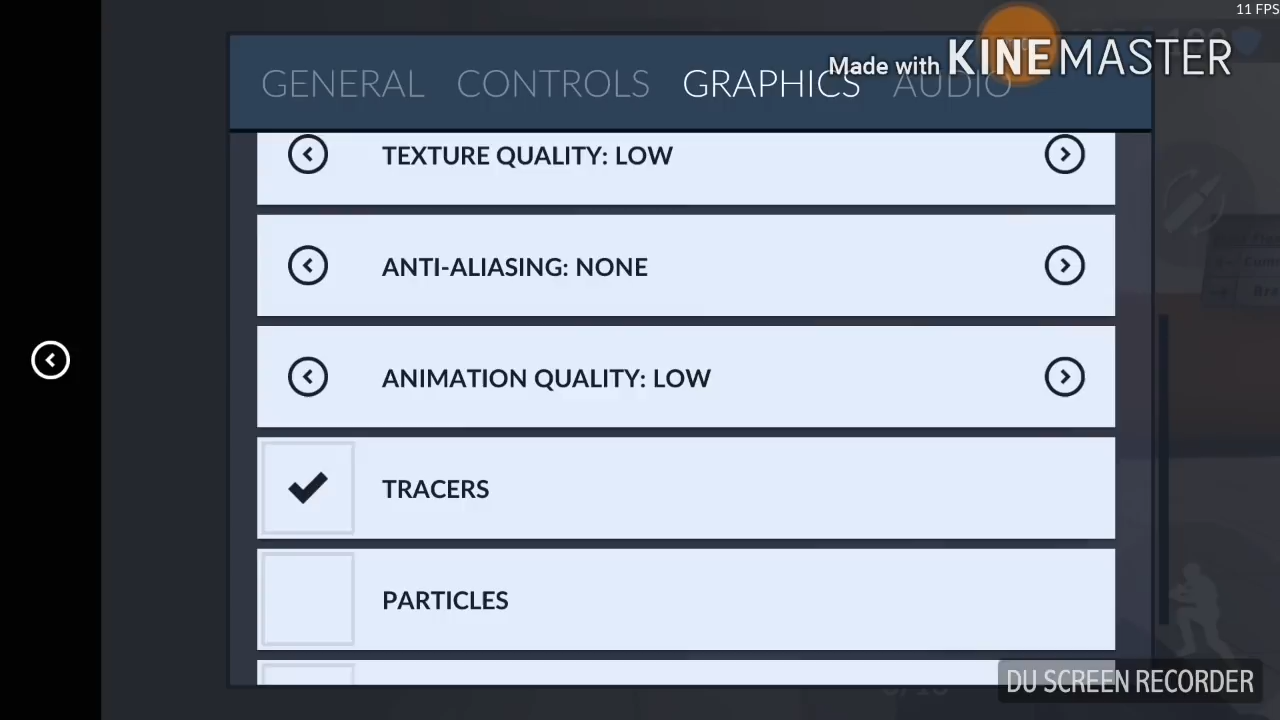 11 FPS
Made with KINEMASTER
GENERAL CONTROLS GRAPHICS AUDIO
TEXTURE QUALITY: LOW
ANTI-ALIASING: NONE
ANIMATION QUALITY: LOW
TRACERS
PARTICLES
DU SCREEN RECORDER